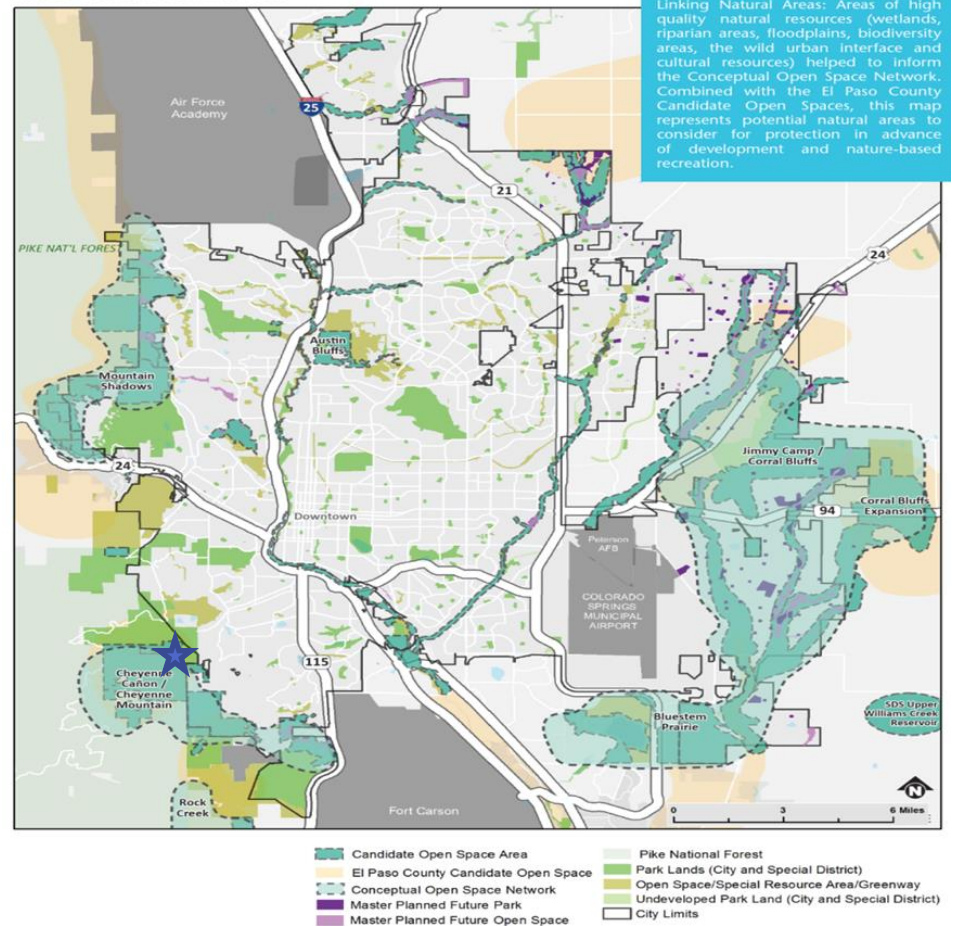 Linking Natural Areas: Areas of high
quality natural resources (wetlands,
riparian areas, floodplains, biodiversity
areas, the wild urban interface and
cultural resources) helped to inform
the Conceptual Open Space Network.
Combined with the El Paso County
Candidate Open Spaces, this map
represents potential natural areas to
consider for protection in advance
of development and nature-based
recreation.
Air Force
Academy
25
21
24
PIKE NAT'L FOREST
Austin
Bluffs
Mountain
Shadows
24
Jimmy Camp /
Corral Bluffs
Corral Bluffs
Expansion
94
Downtown
Peterson
AFB
COLORADO
SPRINGS
MUNICIPAL
AIRPORT
115
Cheyenne
Cañon /
Cheyenne
Mountain
Bluestem
Prairie
SDS Upper
Williams Creek
Reservoir
Rock
Creek
Fort Carson
N
0 3 6 Miles
Candidate Open Space Area
El Paso County Candidate Open Space
Conceptual Open Space Network
Master Planned Future Park
Master Planned Future Open Space
Pike National Forest
Park Lands (City and Special District)
Open Space/Special Resource Area/Greenway
Undeveloped Park Land (City and Special District)
City Limits